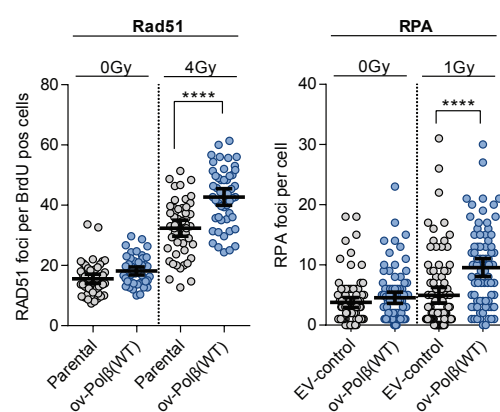 Rad51
0Gy 4Gy
****
RAD51 foci per BrdU pos cells
80
60
40
20
0
Parental
ov-Polβ(WT)
Parental
ov-Polβ(WT)
RPA
0Gy 1Gy
****
RPA foci per cell
40
30
20
10
0
EV-control
ov-Polβ(WT)
EV-control
ov-Polβ(WT)